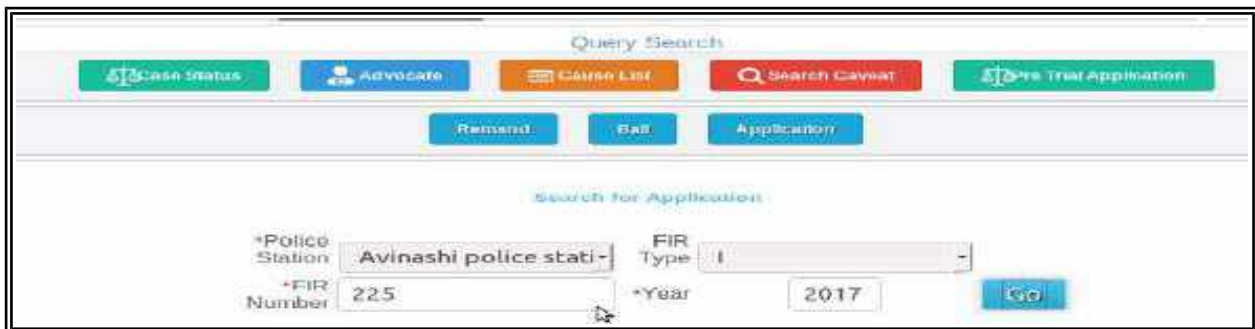 Query Search
Case Status Advocate Cause List Search Caveat Pre Trial Application
Remand Bail Application
Search for Application
*Police Station Avinashi police stati FIR Type I
*FIR Number 225 *Year 2017 Go